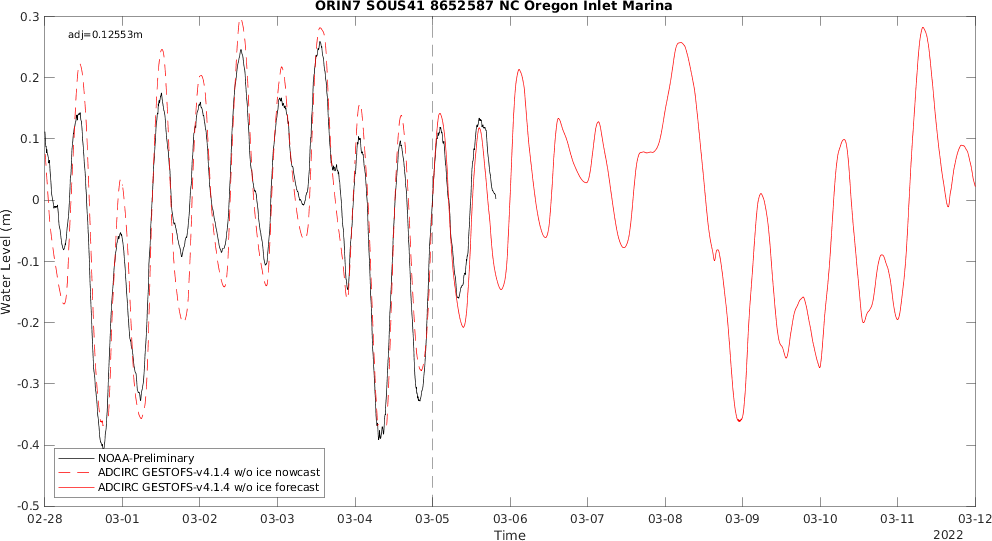 ORIN7 SOUS41 8652587 NC Oregon Inlet Marina
adj=0.12553m
0.3
0.2
0.1
0
-0.1
-0.2
-0.3
-0.4
-0.5
Water Level (m)
NOAA-Preliminary
ADCIRC GESTOFS-v4.1.4 w/o ice nowcast
ADCIRC GESTOFS-v4.1.4 w/o ice forecast
02-28 03-01 03-02 03-03 03-04 03-05 03-06 03-07 03-08 03-09 03-10 03-11 03-12
Time
2022